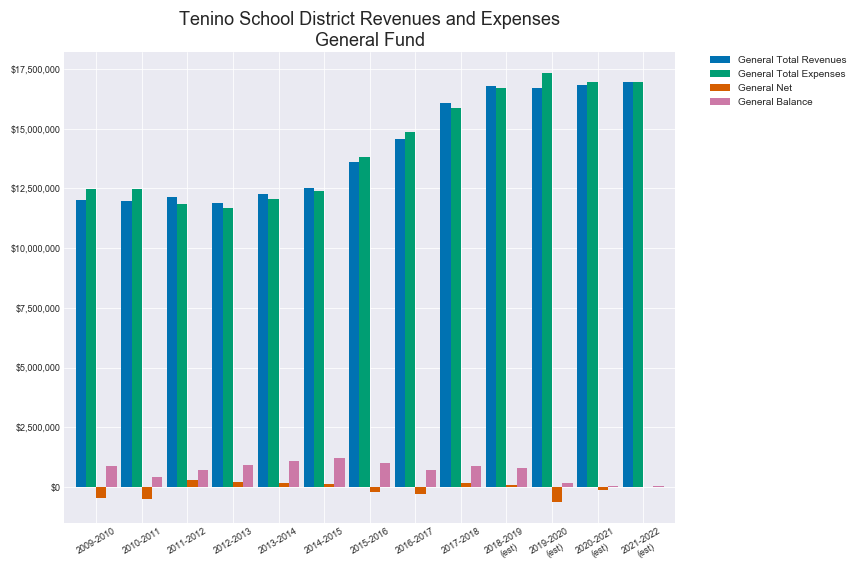 Tenino School District Revenues and Expenses
General Fund
General Total Revenues
General Total Expenses
General Net
General Balance
$17,500,000
$15,000,000
$12,500,000
$10,000,000
$7,500,000
$5,000,000
$2,500,000
$0
2009-2010
2010-2011
2011-2012
2012-2013
2013-2014
2014-2015
2015-2016
2016-2017
2017-2018
2018-2019
(est)
2019-2020
(est)
2020-2021
(est)
2021-2022
(est)